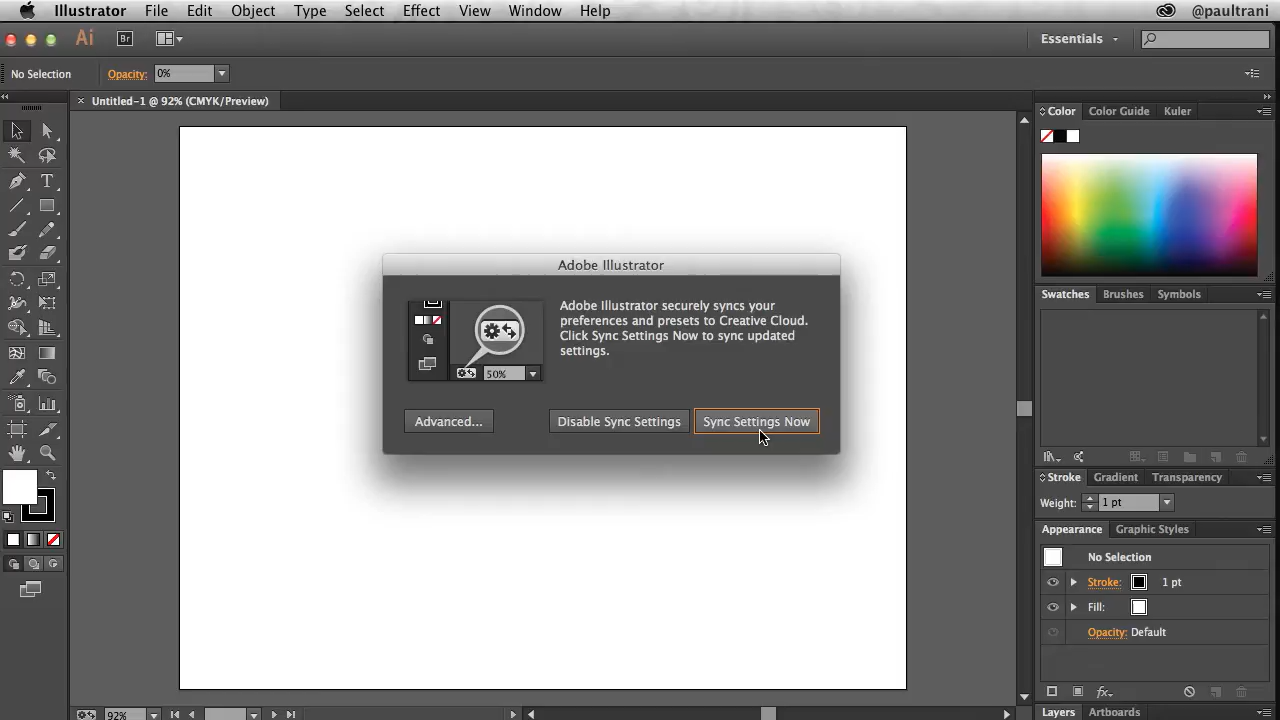 Illustrator File Edit Object Type Select Effect View Window Help @paultrani
Ai Br Essentials
No Selection Opacity: 0%
Untitled-1 @ 92% (CMYK/Preview)
Color Color Guide Kuler
T
Adobe Illustrator
Adobe Illustrator securely syncs your
preferences and presets to Creative Cloud.
Click Sync Settings Now to sync updated
settings.
50%
Advanced... Disable Sync Settings Sync Settings Now
Swatches Brushes Symbols
Stroke Gradient Transparency
Weight: 1 pt
Appearance Graphic Styles
No Selection
Stroke: 1 pt
Fill:
Opacity: Default
fx
Layers Artboards
92%